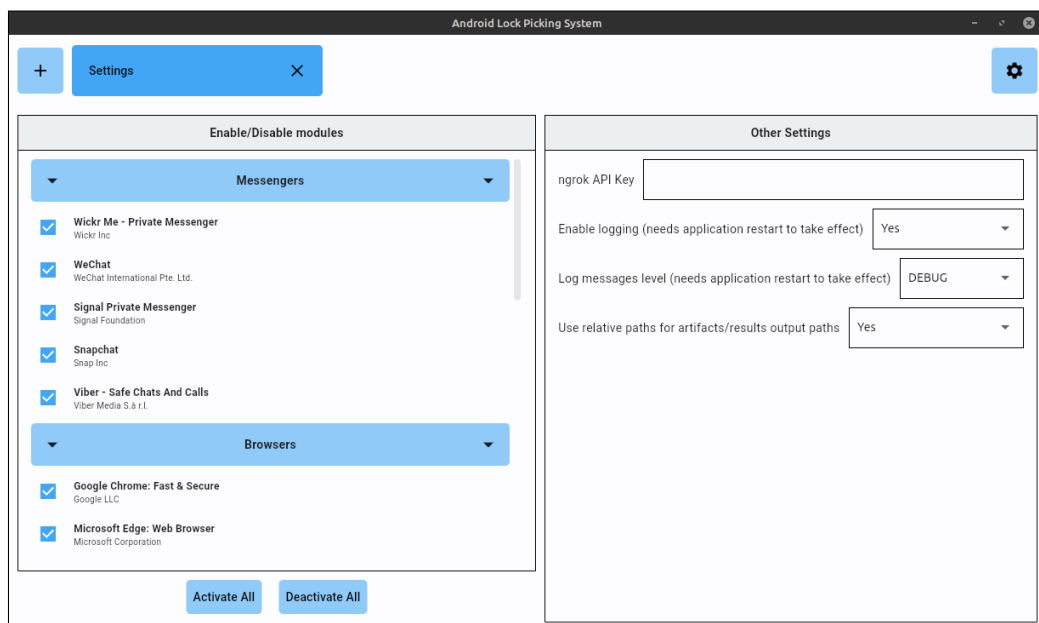 Android Lock Picking System
Settings
Enable/Disable modules
Messengers
Wickr Me - Private Messenger
Wickr Inc
WeChat
WeChat International Pte. Ltd.
Signal Private Messenger
Signal Foundation
Snapchat
Snap Inc
Viber - Safe Chats And Calls
Viber Media S.à r.l.
Browsers
Google Chrome: Fast & Secure
Google LLC
Microsoft Edge: Web Browser
Microsoft Corporation
Activate All
Deactivate All
Other Settings
ngrok API Key
Enable logging (needs application restart to take effect) Yes
Log messages level (needs application restart to take effect) DEBUG
Use relative paths for artifacts/results output paths Yes